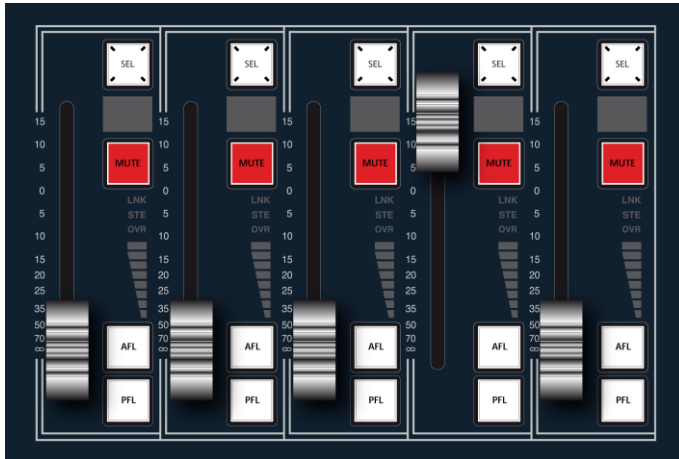 SEL SEL SEL SEL SEL
15 15 15 15 15
10 10 10 10 10
MUTE MUTE MUTE MUTE MUTE
5 5 5 5 5
0 0 0 0 0
LNK LNK LNK LNK LNK
5 5 5 5 5
STE STE STE STE STE
OVR OVR OVR OVR OVR
10 10 10 10 10
15 15 15 15 15
20 20 20 20 20
25 25 25 25 25
35 35 35 35 35
50 50 50 50 50
70 70 70 70 70
∞ ∞ ∞ ∞ ∞
AFL AFL AFL AFL AFL
PFL PFL PFL PFL PFL